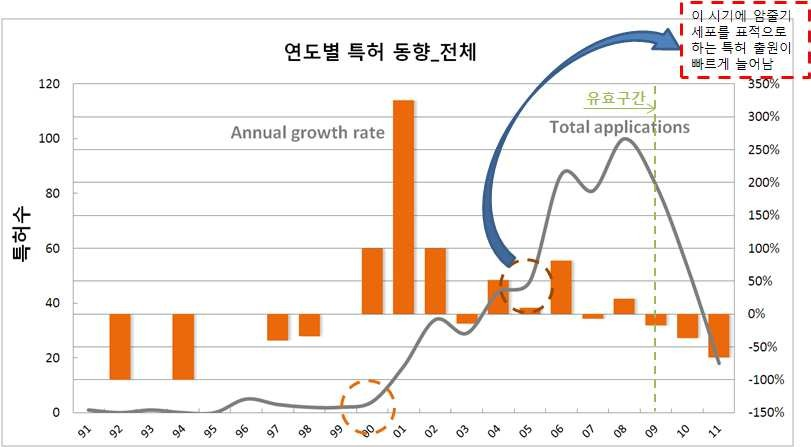 이 시기에 암줄기
세포를 표적으로
하는 특허 출원이
빠르게 늘어남
연도별 특허 동향_전체
유효구간
Annual growth rate
Total applications
특허수
120
100
80
60
40
20
0
350%
300%
250%
200%
150%
100%
50%
0%
-50%
-100%
-150%
91 92 93 94 95 96 97 98 99 00 01 02 03 04 05 06 07 08 09 10 11